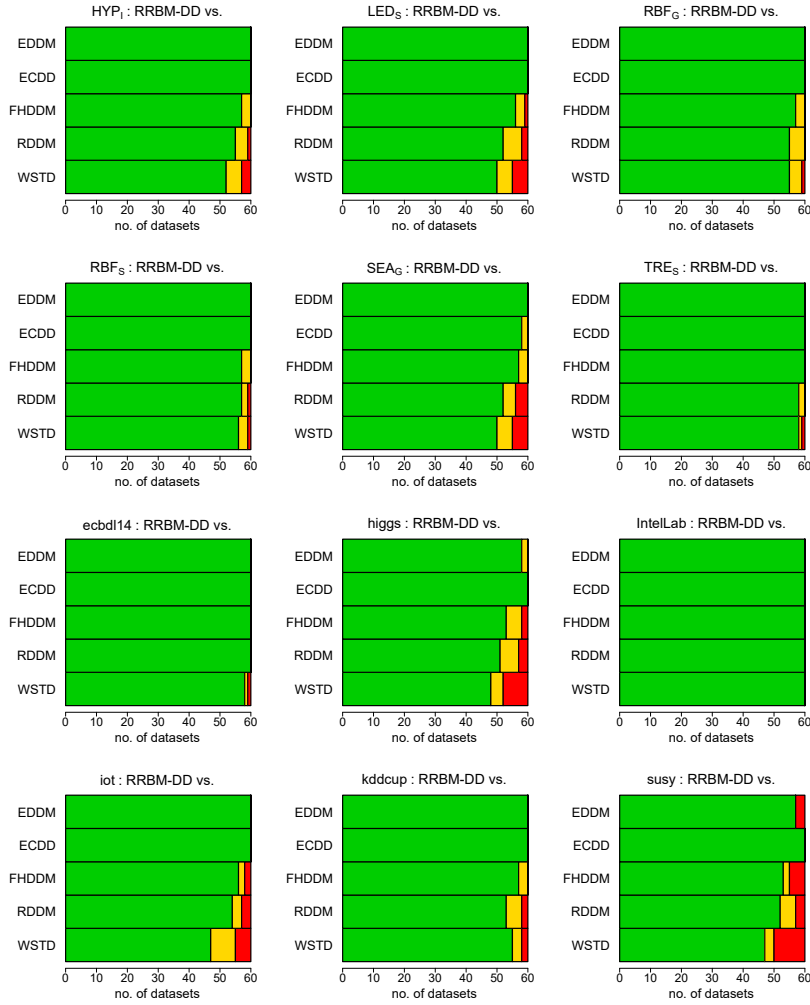 HYP_I : RRBM-DD vs.
EDDM
ECDD
FHDDM
RDDM
WSTD
0 10 20 30 40 50 60
no. of datasets
LED_S : RRBM-DD vs.
EDDM
ECDD
FHDDM
RDDM
WSTD
0 10 20 30 40 50 60
no. of datasets
RBF_G : RRBM-DD vs.
EDDM
ECDD
FHDDM
RDDM
WSTD
0 10 20 30 40 50 60
no. of datasets
RBF_S : RRBM-DD vs.
EDDM
ECDD
FHDDM
RDDM
WSTD
0 10 20 30 40 50 60
no. of datasets
SEA_G : RRBM-DD vs.
EDDM
ECDD
FHDDM
RDDM
WSTD
0 10 20 30 40 50 60
no. of datasets
TRE_S : RRBM-DD vs.
EDDM
ECDD
FHDDM
RDDM
WSTD
0 10 20 30 40 50 60
no. of datasets
ecbdl14 : RRBM-DD vs.
EDDM
ECDD
FHDDM
RDDM
WSTD
0 10 20 30 40 50 60
no. of datasets
higgs : RRBM-DD vs.
EDDM
ECDD
FHDDM
RDDM
WSTD
0 10 20 30 40 50 60
no. of datasets
IntelLab : RRBM-DD vs.
EDDM
ECDD
FHDDM
RDDM
WSTD
0 10 20 30 40 50 60
no. of datasets
iot : RRBM-DD vs.
EDDM
ECDD
FHDDM
RDDM
WSTD
0 10 20 30 40 50 60
no. of datasets
kddcup : RRBM-DD vs.
EDDM
ECDD
FHDDM
RDDM
WSTD
0 10 20 30 40 50 60
no. of datasets
susy : RRBM-DD vs.
EDDM
ECDD
FHDDM
RDDM
WSTD
0 10 20 30 40 50 60
no. of datasets